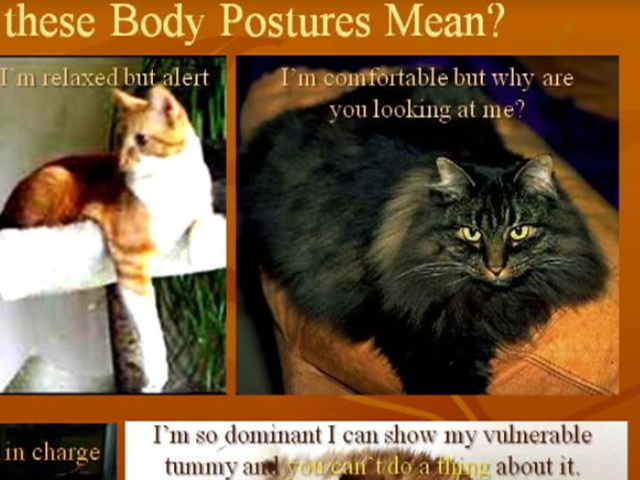 these Body Postures Mean?
I'm relaxed but alert
I'm comfortable but why are
you looking at me?
in charge
I'm so dominant I can show my vulnerable
tummy and you can't do a thing about it.